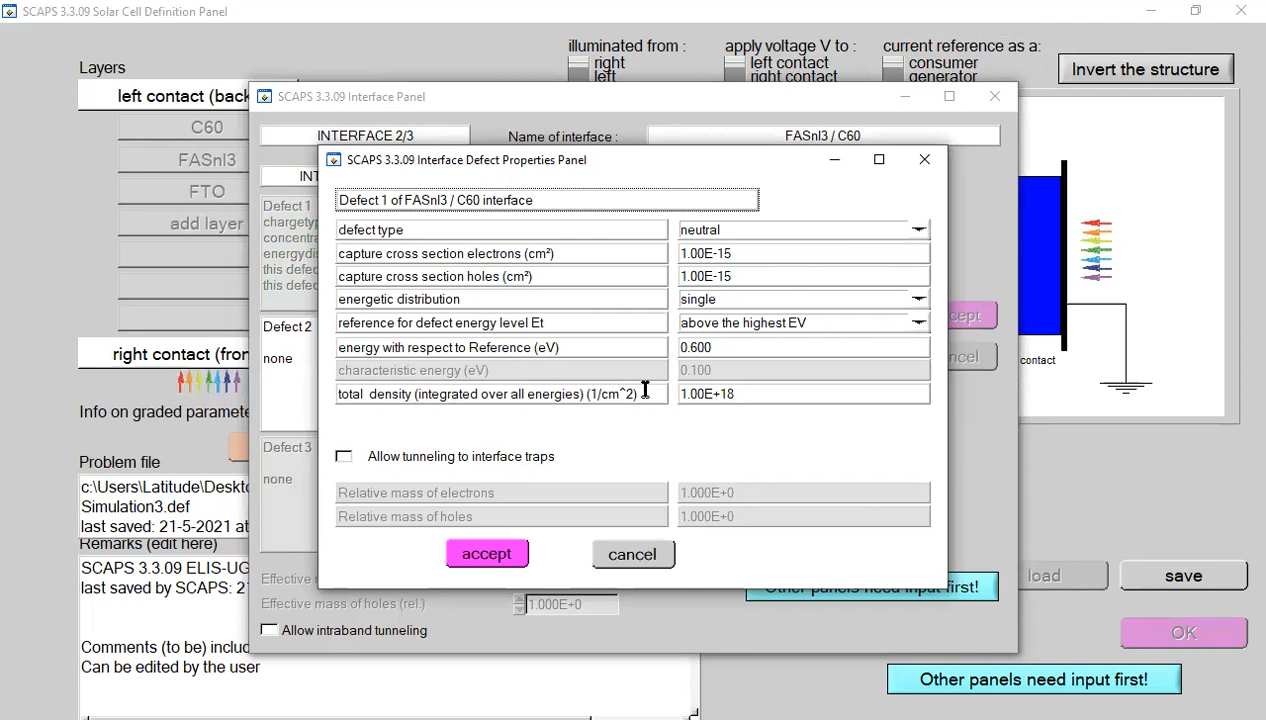 SCAPS 3.3.09 Solar Cell Definition Panel
illuminated from :
right
left
apply voltage V to :
left contact
right contact
current reference as a:
consumer
generator
Invert the structure
Layers
left contact (back
C60
FASnI3
FTO
add layer
right contact (fron
Info on graded paramete
Problem file
c:\Users\Latitude\Deskto
Simulation3.def
last saved: 21-5-2021 at
Remarks (edit here)
SCAPS 3.3.09 ELIS-UG
last saved by SCAPS: 2
Comments (to be) includ
Can be edited by the user
SCAPS 3.3.09 Interface Panel
INTERFACE 2/3
Name of interface :
FASnI3 / C60
INT
Defect 1
chargetyp
concentra
energydis
this defec
this defec
Defect 2
none
Defect 3
none
Effective m
Effective mass of holes (rel.)
1.000E+0
Allow intraband tunneling
cept
ncel
Other panels need input first!
SCAPS 3.3.09 Interface Defect Properties Panel
Defect 1 of FASnI3 / C60 interface
defect type
neutral
capture cross section electrons (cm²)
1.00E-15
capture cross section holes (cm²)
1.00E-15
energetic distribution
single
reference for defect energy level Et
above the highest EV
energy with respect to Reference (eV)
0.600
characteristic energy (eV)
0.100
total density (integrated over all energies) (1/cm^2)
1.00E+18
Allow tunneling to interface traps
Relative mass of electrons
1.000E+0
Relative mass of holes
1.000E+0
accept
cancel
contact
load
save
OK
Other panels need input first!